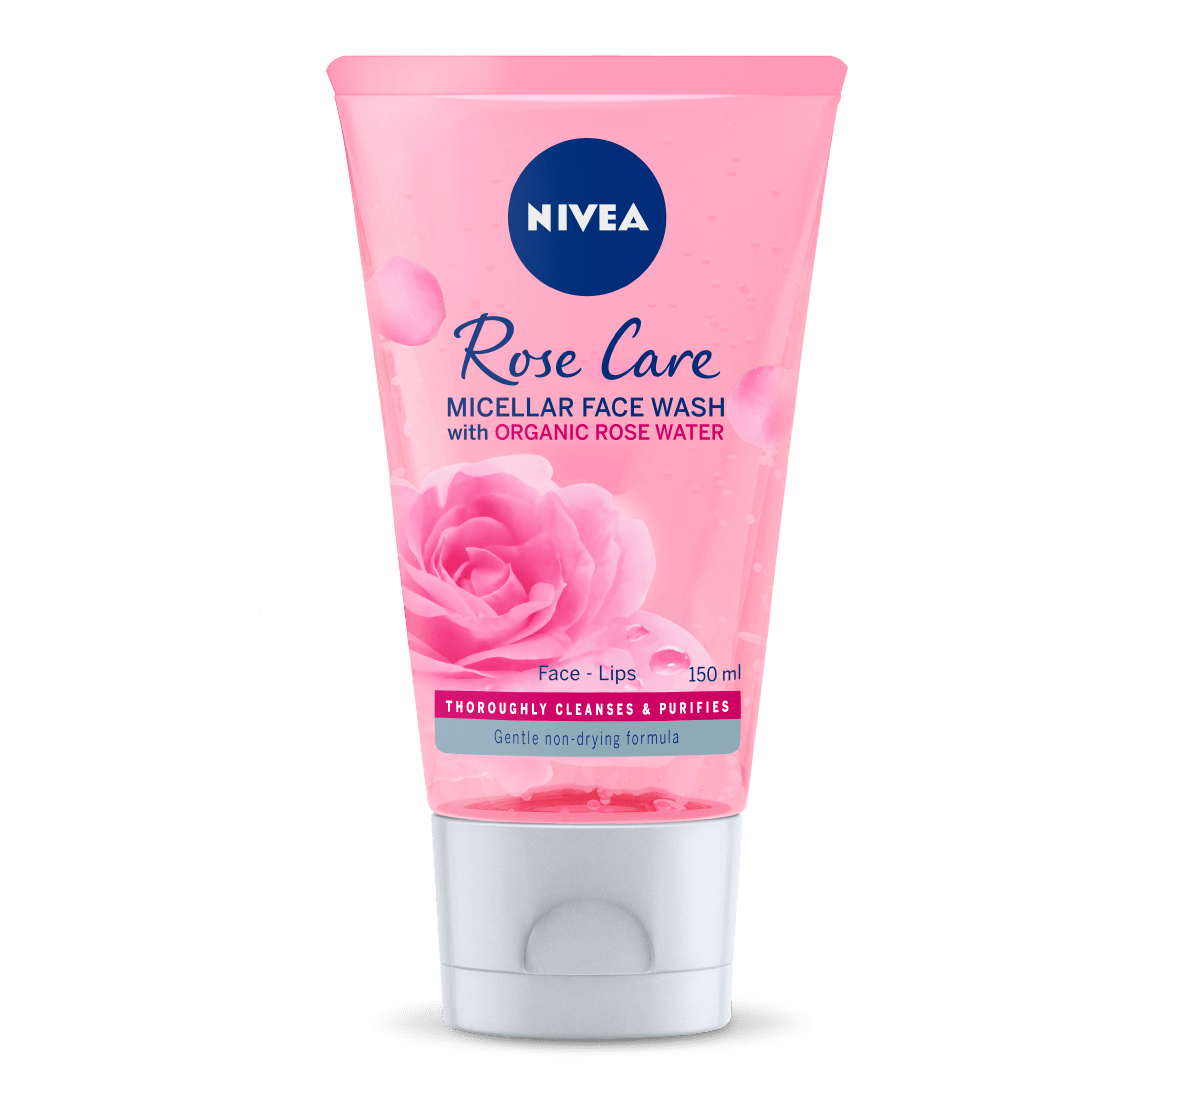 NIVEA
Rose Care
MICELLAR FACE WASH
with ORGANIC ROSE WATER
Face - Lips
150 ml
THOROUGHLY CLEANSES & PURIFIES
Gentle non-drying formula